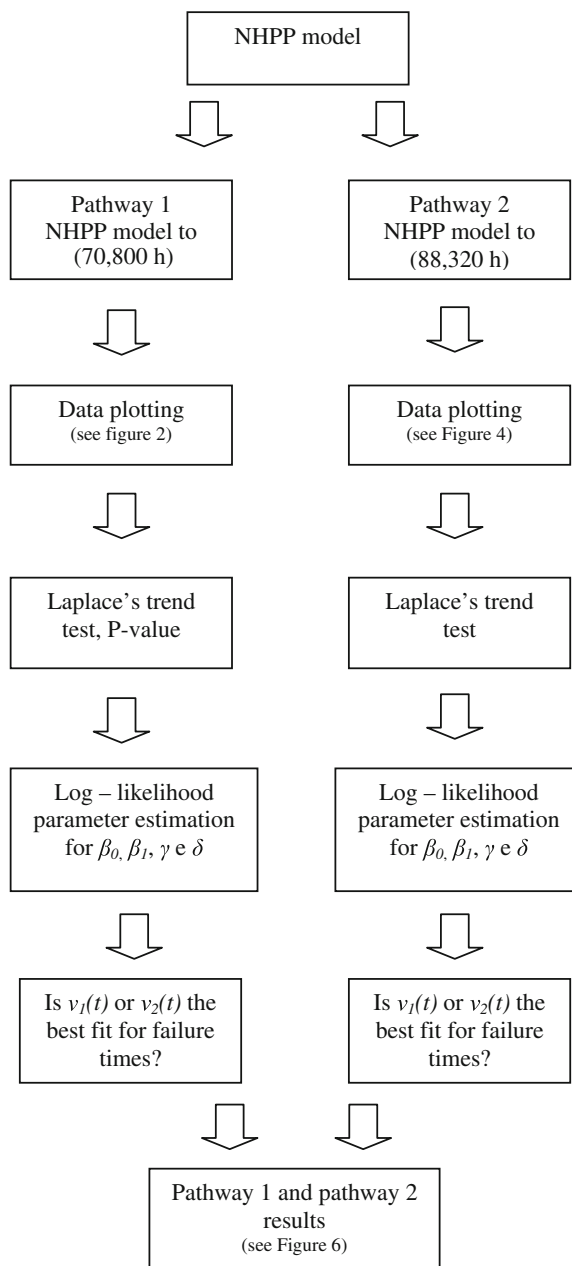 NHPP model
Pathway 1
NHPP model to
(70,800 h)
Pathway 2
NHPP model to
(88,320 h)
Data plotting
(see figure 2)
Data plotting
(see Figure 4)
Laplace’s trend
test, P-value
Laplace’s trend
test
Log – likelihood
parameter estimation
for β0, β1, γ e δ
Log – likelihood
parameter estimation
for β0, β1, γ e δ
Is v1(t) or v2(t) the
best fit for failure
times?
Is v1(t) or v2(t) the
best fit for failure
times?
Pathway 1 and pathway 2
results
(see Figure 6)